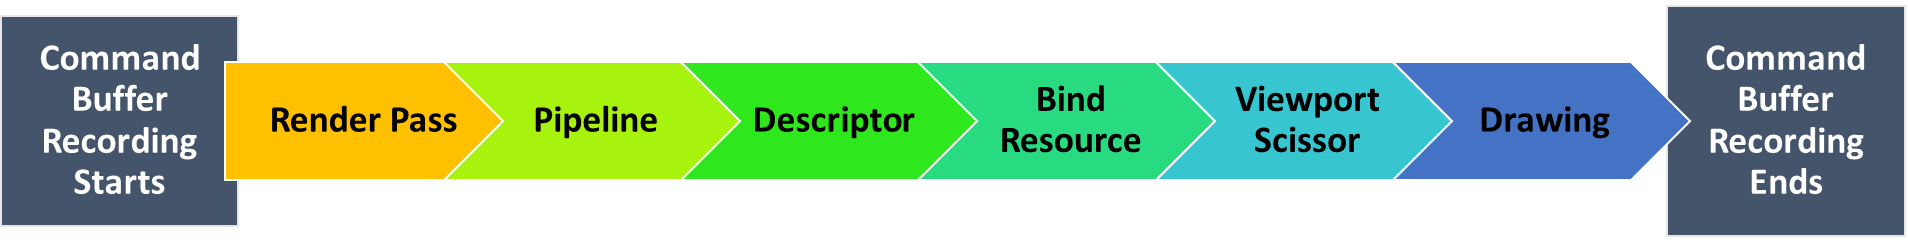 Command
Buffer
Recording
Starts
Render Pass
Pipeline
Descriptor
Bind
Resource
Viewport
Scissor
Drawing
Command
Buffer
Recording
Ends